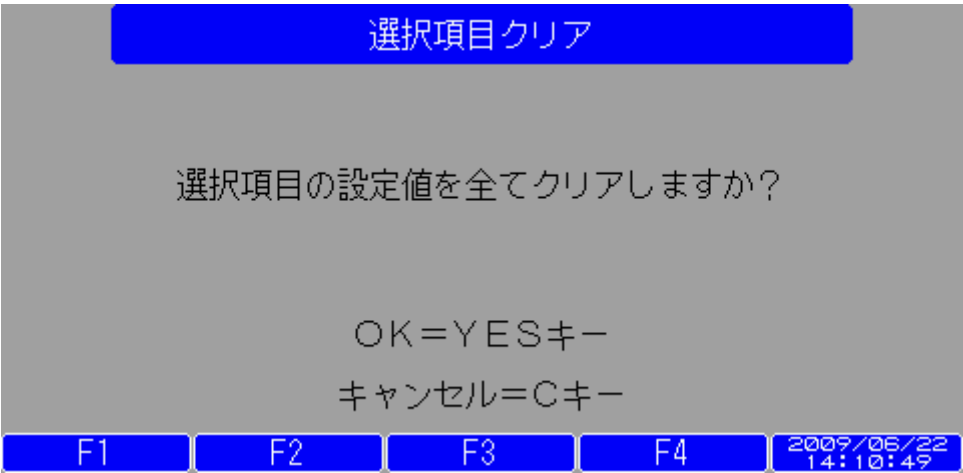 選択項目クリア
選択項目の設定値を全てクリアしますか？
ＯＫ＝ＹＥＳキー
キャンセル＝Ｃキー
F1 F2 F3 F4 2009/06/22
14:10:49